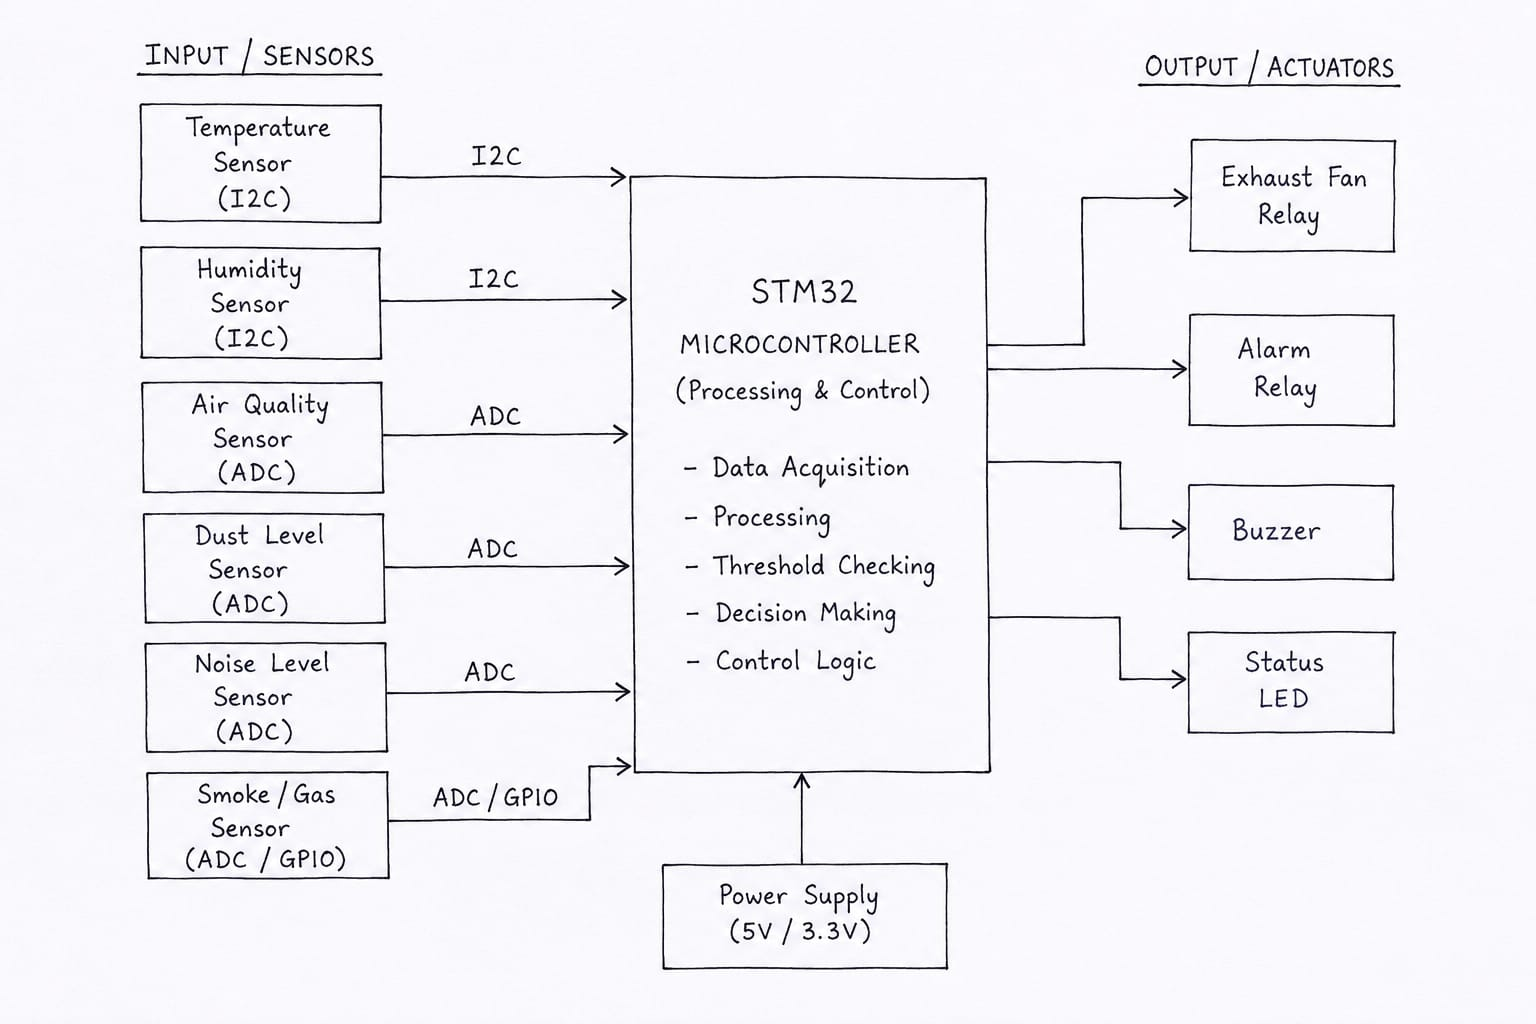 INPUT / SENSORS
Temperature
Sensor
(I2C)
I2C
Humidity
Sensor
(I2C)
I2C
Air Quality
Sensor
(ADC)
ADC
Dust Level
Sensor
(ADC)
ADC
Noise Level
Sensor
(ADC)
ADC
Smoke / Gas
Sensor
(ADC / GPIO)
ADC / GPIO
STM32
MICROCONTROLLER
(Processing & Control)
- Data Acquisition
- Processing
- Threshold Checking
- Decision Making
- Control Logic
Power Supply
(5V / 3.3V)
OUTPUT / ACTUATORS
Exhaust Fan
Relay
Alarm
Relay
Buzzer
Status
LED